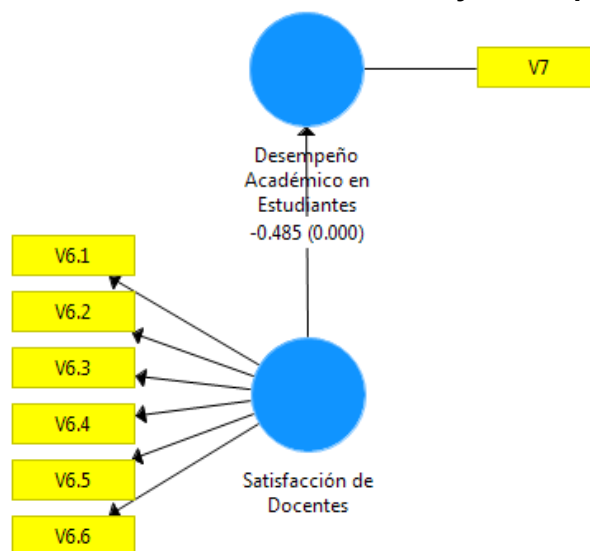 V7
Desempeño
Académico en
Estudiantes
-0.485 (0.000)
V6.1
V6.2
V6.3
V6.4
V6.5
V6.6
Satisfacción de
Docentes